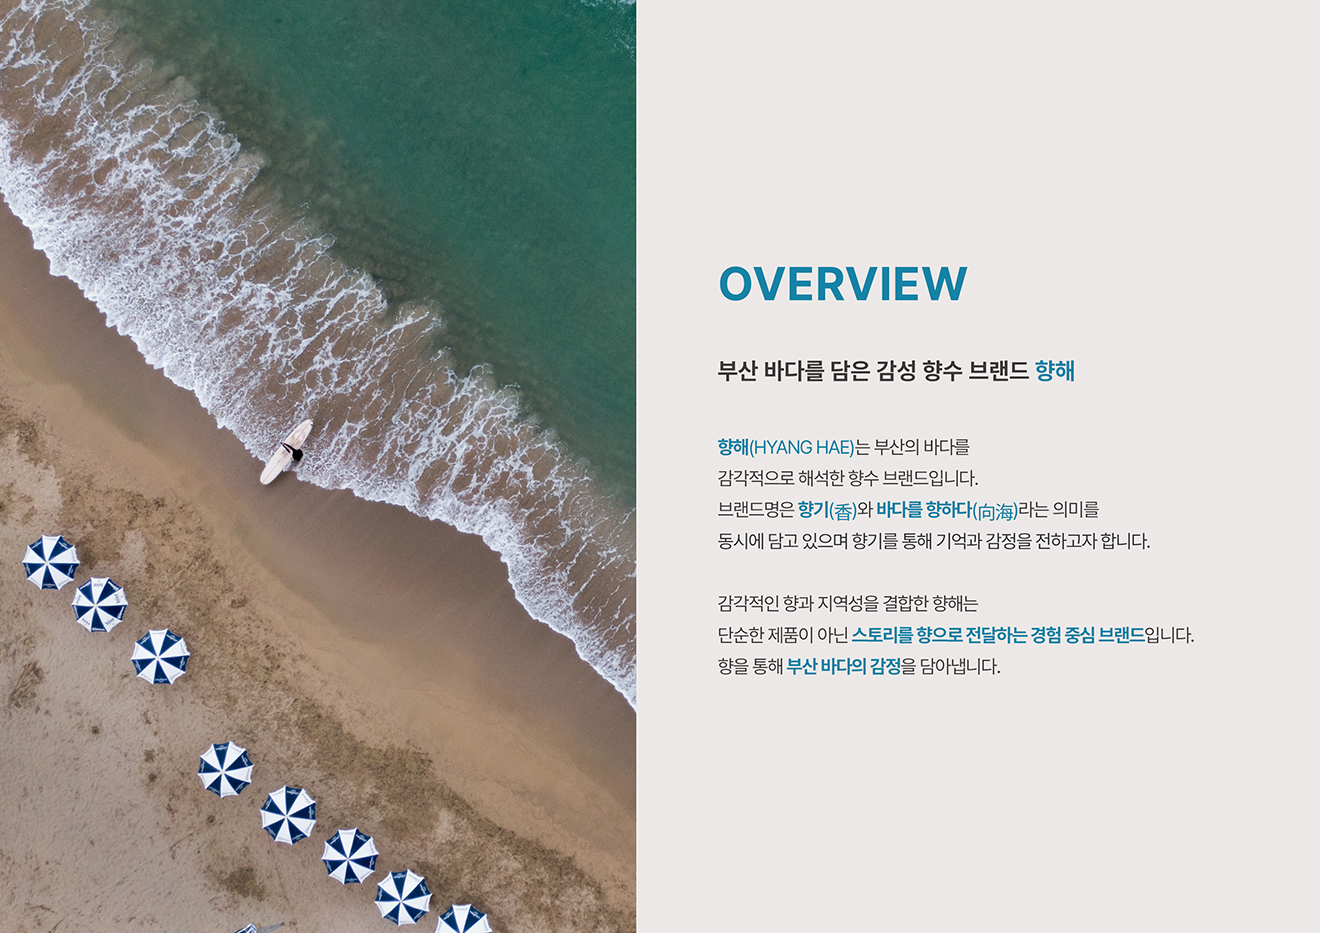 OVERVIEW
부산 바다를 담은 감성 향수 브랜드 향해
향해(HYANG HAE)는 부산의 바다를
감각적으로 해석한 향수 브랜드입니다.
브랜드명은 향기(香)와 바다를 향하다(向海)라는 의미를
동시에 담고 있으며 향기를 통해 기억과 감정을 전하고자 합니다.
감각적인 향과 지역성을 결합한 향해는
단순한 제품이 아닌 스토리를 향으로 전달하는 경험 중심 브랜드입니다.
향을 통해 부산 바다의 감정을 담아냅니다.